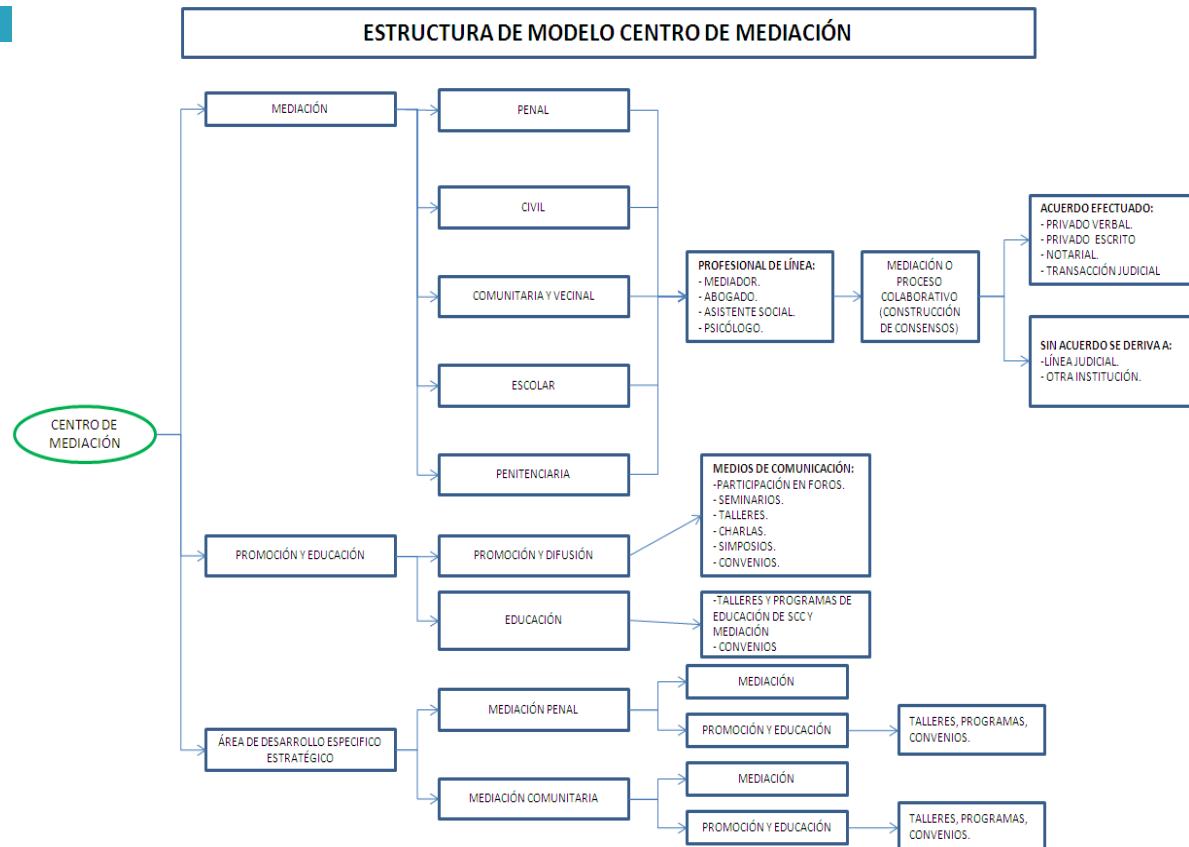 ESTRUCTURA DE MODELO CENTRO DE MEDIACIÓN
CENTRO DE
MEDIACIÓN
MEDIACIÓN
PENAL
CIVIL
COMUNITARIA Y VECINAL
ESCOLAR
PENITENCIARIA
PROFESIONAL DE LÍNEA:
- MEDIADOR.
- ABOGADO.
- ASISTENTE SOCIAL.
- PSICÓLOGO.
MEDIACIÓN O
PROCESO
COLABORATIVO
(CONSTRUCCIÓN
DE CONSENSOS)
ACUERDO EFECTUADO:
- PRIVADO VERBAL.
- PRIVADO ESCRITO
- NOTARIAL.
- TRANSACCIÓN JUDICIAL
SIN ACUERDO SE DERIVA A:
-LÍNEA JUDICIAL.
- OTRA INSTITUCIÓN.
PROMOCIÓN Y EDUCACIÓN
PROMOCIÓN Y DIFUSIÓN
MEDIOS DE COMUNICACIÓN:
-PARTICIPACIÓN EN FOROS.
- SEMINARIOS.
- TALLERES.
- CHARLAS.
- SIMPOSIOS.
- CONVENIOS.
EDUCACIÓN
-TALLERES Y PROGRAMAS DE
EDUCACIÓN DE SCC Y
MEDIACIÓN
- CONVENIOS
ÁREA DE DESARROLLO ESPECIFICO
ESTRATÉGICO
MEDIACIÓN PENAL
MEDIACIÓN
PROMOCIÓN Y EDUCACIÓN
TALLERES, PROGRAMAS,
CONVENIOS.
MEDIACIÓN COMUNITARIA
MEDIACIÓN
PROMOCIÓN Y EDUCACIÓN
TALLERES, PROGRAMAS,
CONVENIOS.